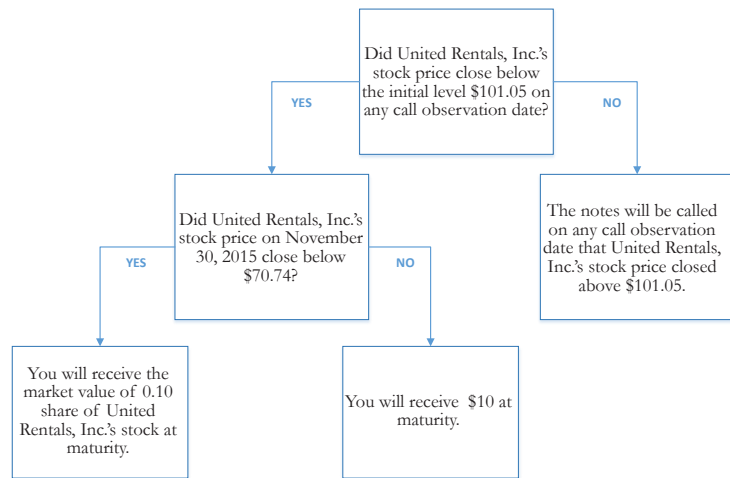 Did United Rentals, Inc.'s
stock price close below
the initial level $101.05 on
any call observation date?
YES
NO
Did United Rentals, Inc.'s
stock price on November
30, 2015 close below
$70.74?
The notes will be called
on any call observation
date that United Rentals,
Inc.'s stock price closed
above $101.05.
YES
NO
You will receive the
market value of 0.10
share of United
Rentals, Inc.'s stock at
maturity.
You will receive $10 at
maturity.